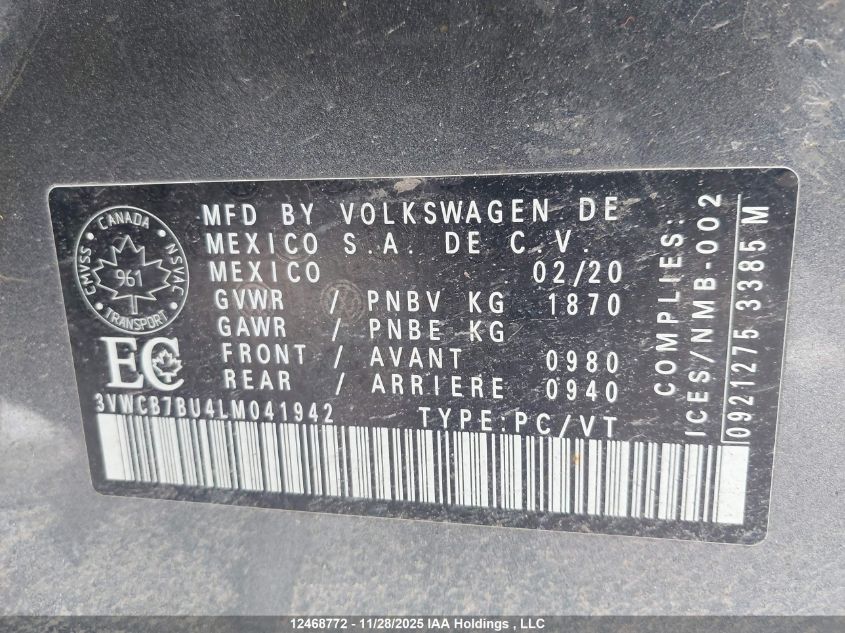 CANADA
CMVSS
NSVAC
961
TRANSPORT
EC
MFD BY VOLKSWAGEN DE
MEXICO S.A. DE C.V.
MEXICO 02/20
GVWR / PNBV KG 1870
GAWR / PNBE KG
FRONT / AVANT 0980
REAR / ARRIERE 0940
3VWCB7BU4LM041942 TYPE:PC/VT
COMPLIES:
ICES/NMB-002
0921275 3385 M
12468772 - 11/28/2025 IAA Holdings , LLC